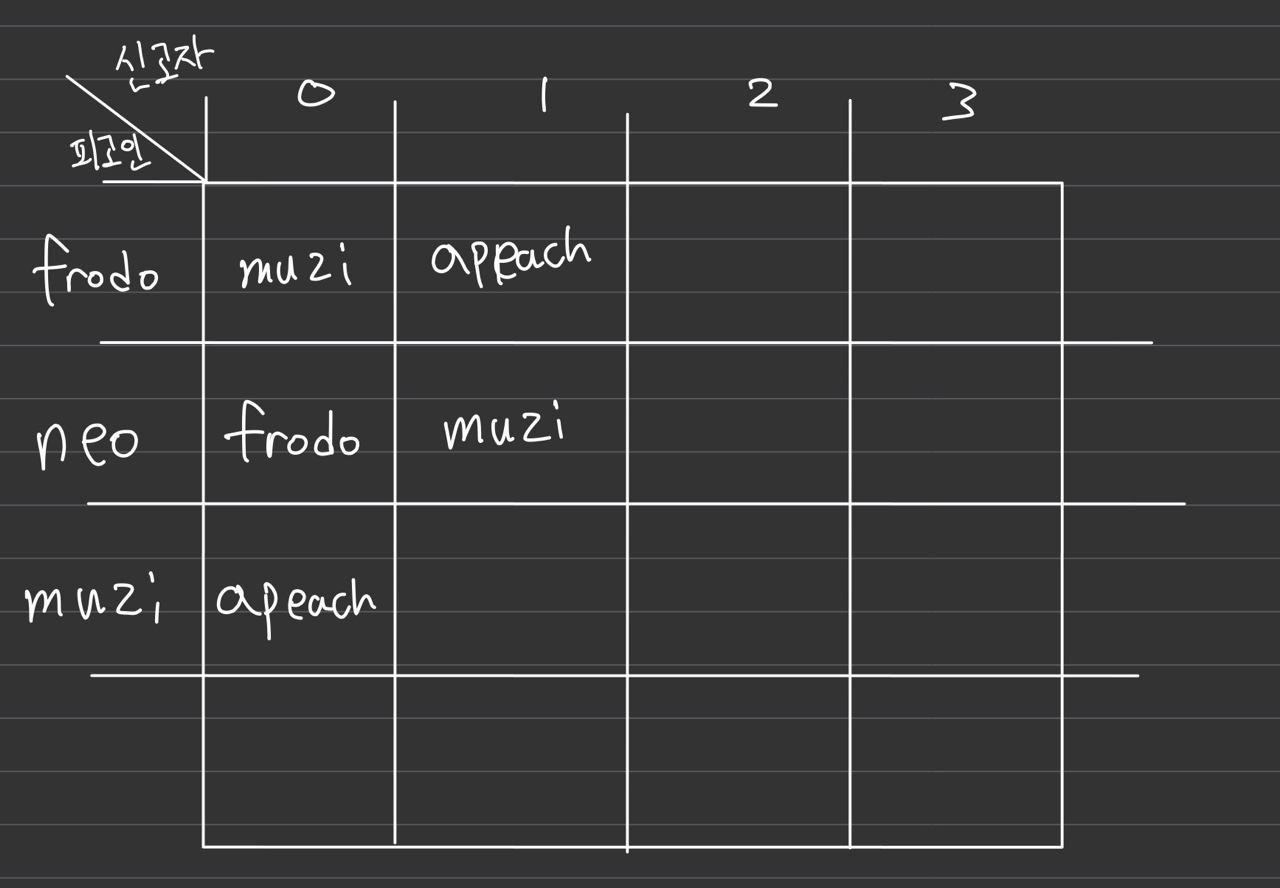 신고자
0 1 2 3
피고인
frodo muzi apeach
neo frodo muzi
muzi apeach